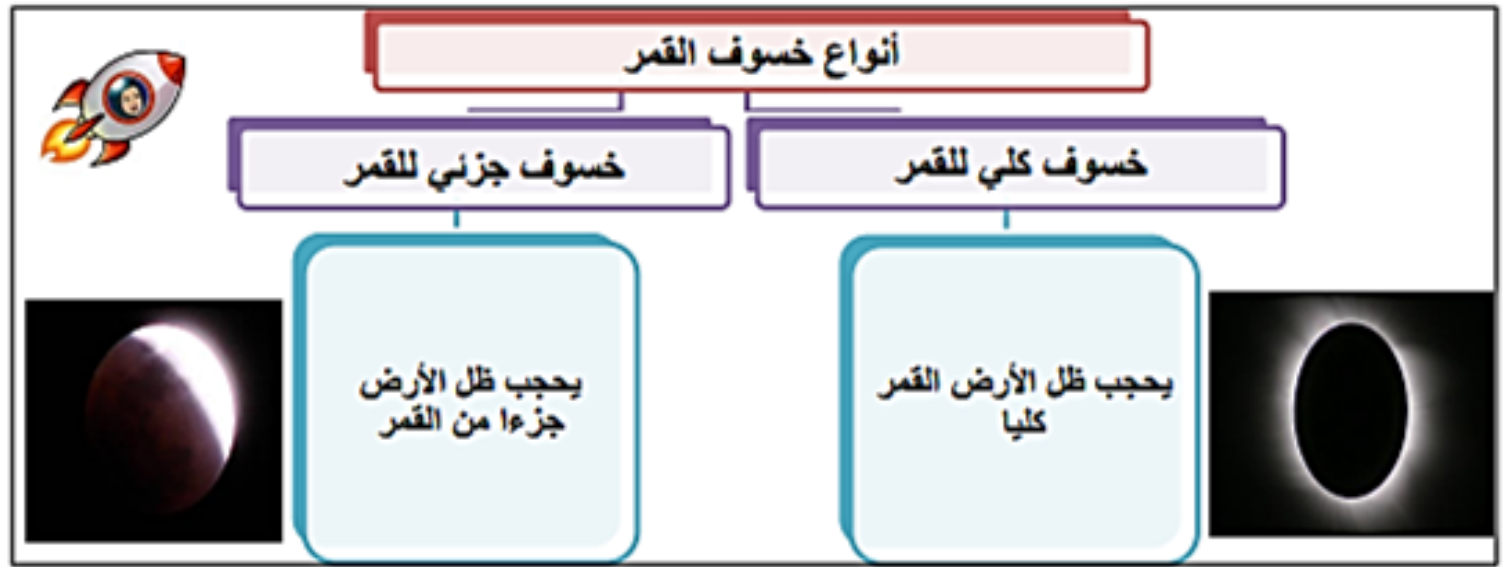 أنواع خسوف القمر
خسوف كلي للقمر
خسوف جزئي للقمر
يحجب ظل الأرض القمر
كليا
يحجب ظل الأرض
جزءا من القمر